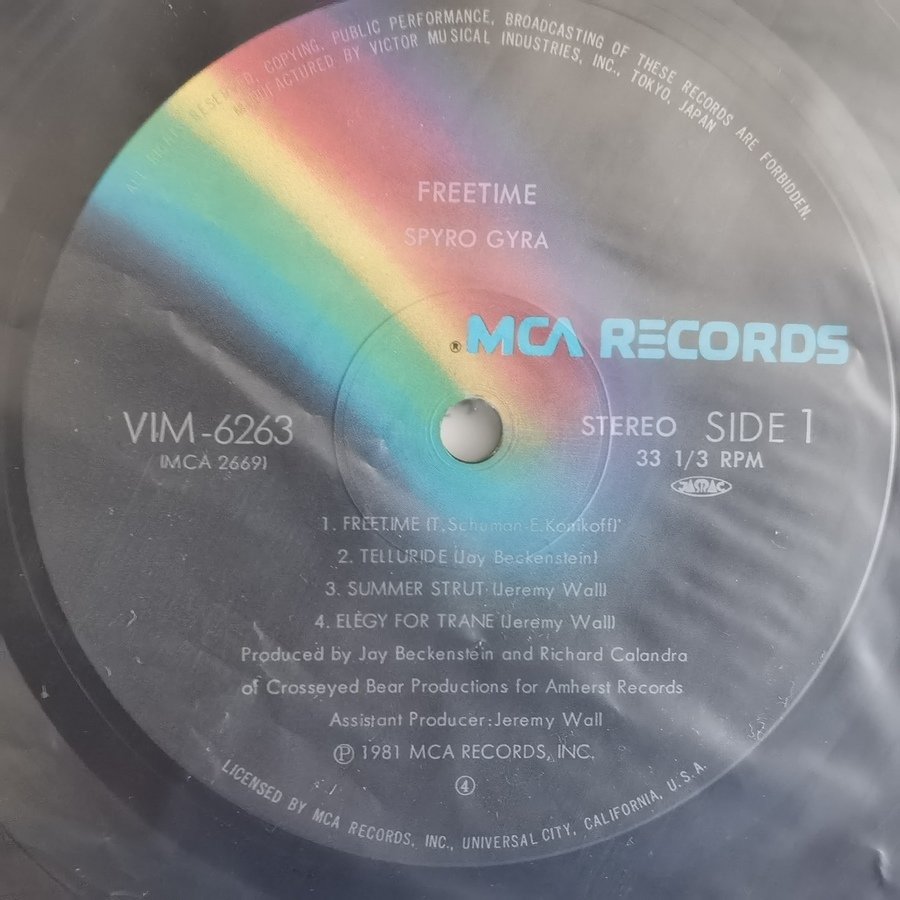 ALL RIGHTS RESERVED, COPYING, PUBLIC PERFORMANCE, BROADCASTING OF THESE RECORDS ARE FORBIDDEN.
MANUFACTURED BY VICTOR MUSICAL INDUSTRIES, INC., TOKYO, JAPAN
FREETIME
SPYRO GYRA
® MCA RECORDS
VIM-6263
(MCA 2669)
STEREO SIDE 1
33 1/3 RPM
JASRAC
1. FREETIME (T. Schuman-E. Konikoff)
2. TELLURIDE (Jay Beckenstein)
3. SUMMER STRUT (Jeremy Wall)
4. ELEGY FOR TRANE (Jeremy Wall)
Produced by Jay Beckenstein and Richard Calandra
of Crosseyed Bear Productions for Amherst Records
Assistant Producer: Jeremy Wall
Ⓟ 1981 MCA RECORDS, INC.
④
LICENSED BY MCA RECORDS, INC., UNIVERSAL CITY, CALIFORNIA, U.S.A.